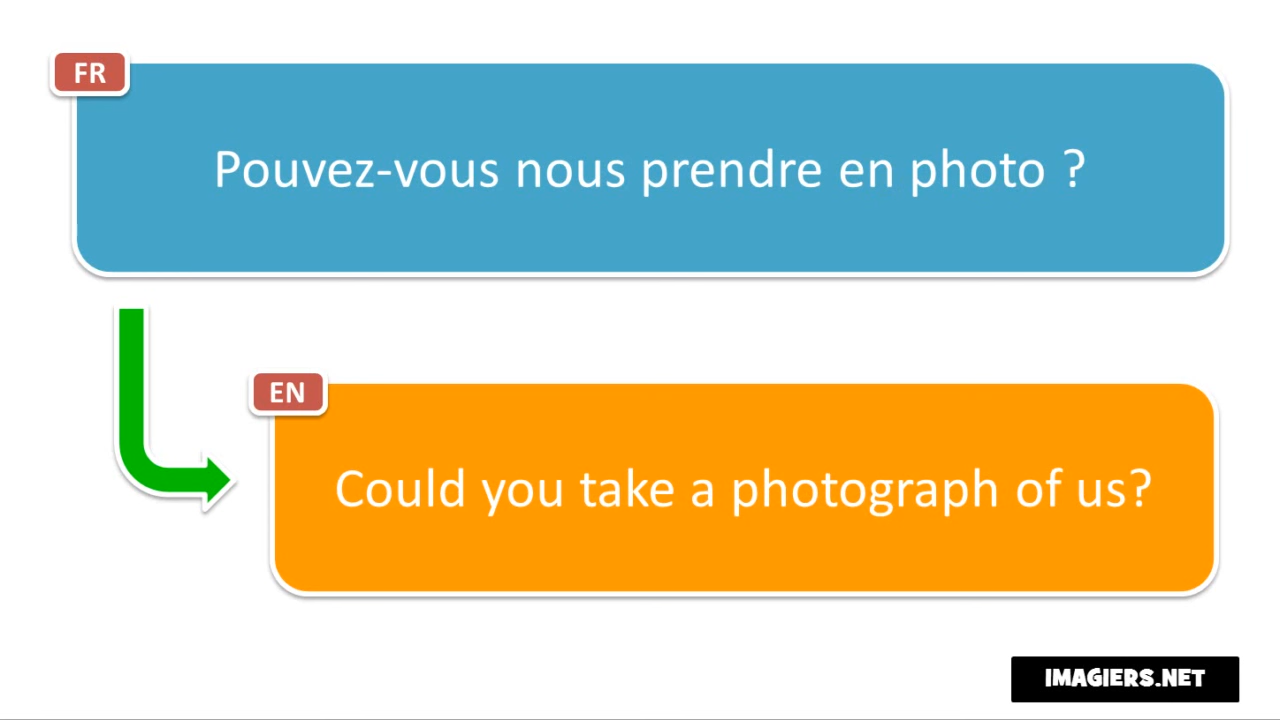 FR
Pouvez-vous nous prendre en photo ?
EN
Could you take a photograph of us?
IMAGIERS.NET